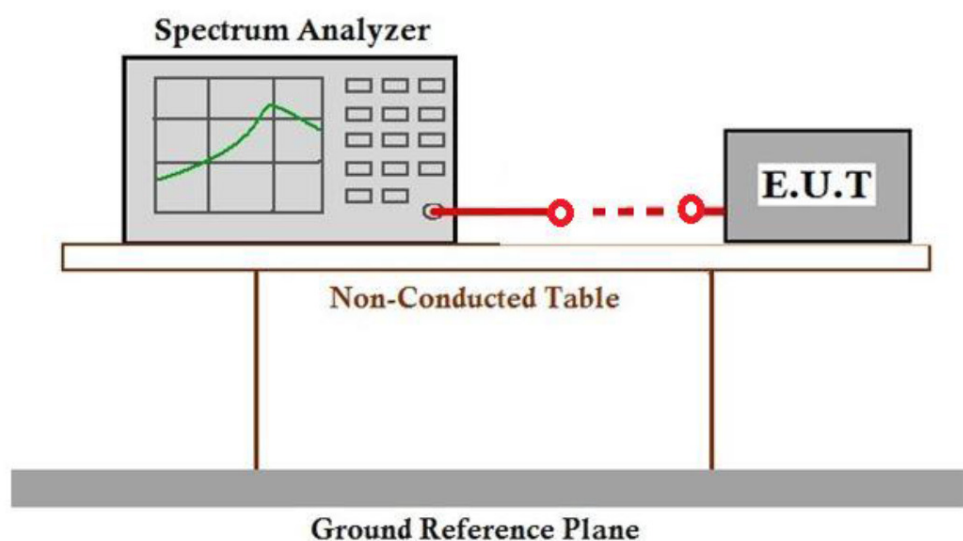 Spectrum Analyzer
E.U.T
Non-Conducted Table
Ground Reference Plane